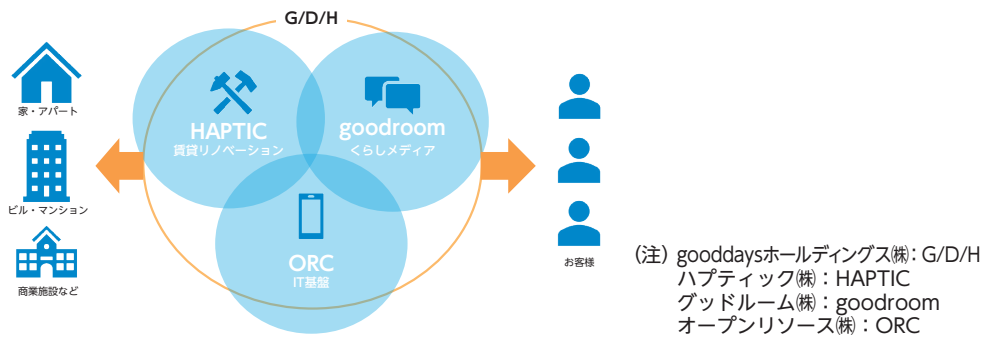 G/D/H
家・アパート
ビル・マンション
商業施設など
HAPTIC
賃貸リノベーション
goodroom
くらしメディア
ORC
IT基盤
お客様
（注）gooddaysホールディングス㈱：G/D/H
ハプティック㈱：HAPTIC
グッドルーム㈱：goodroom
オープンリソース㈱：ORC